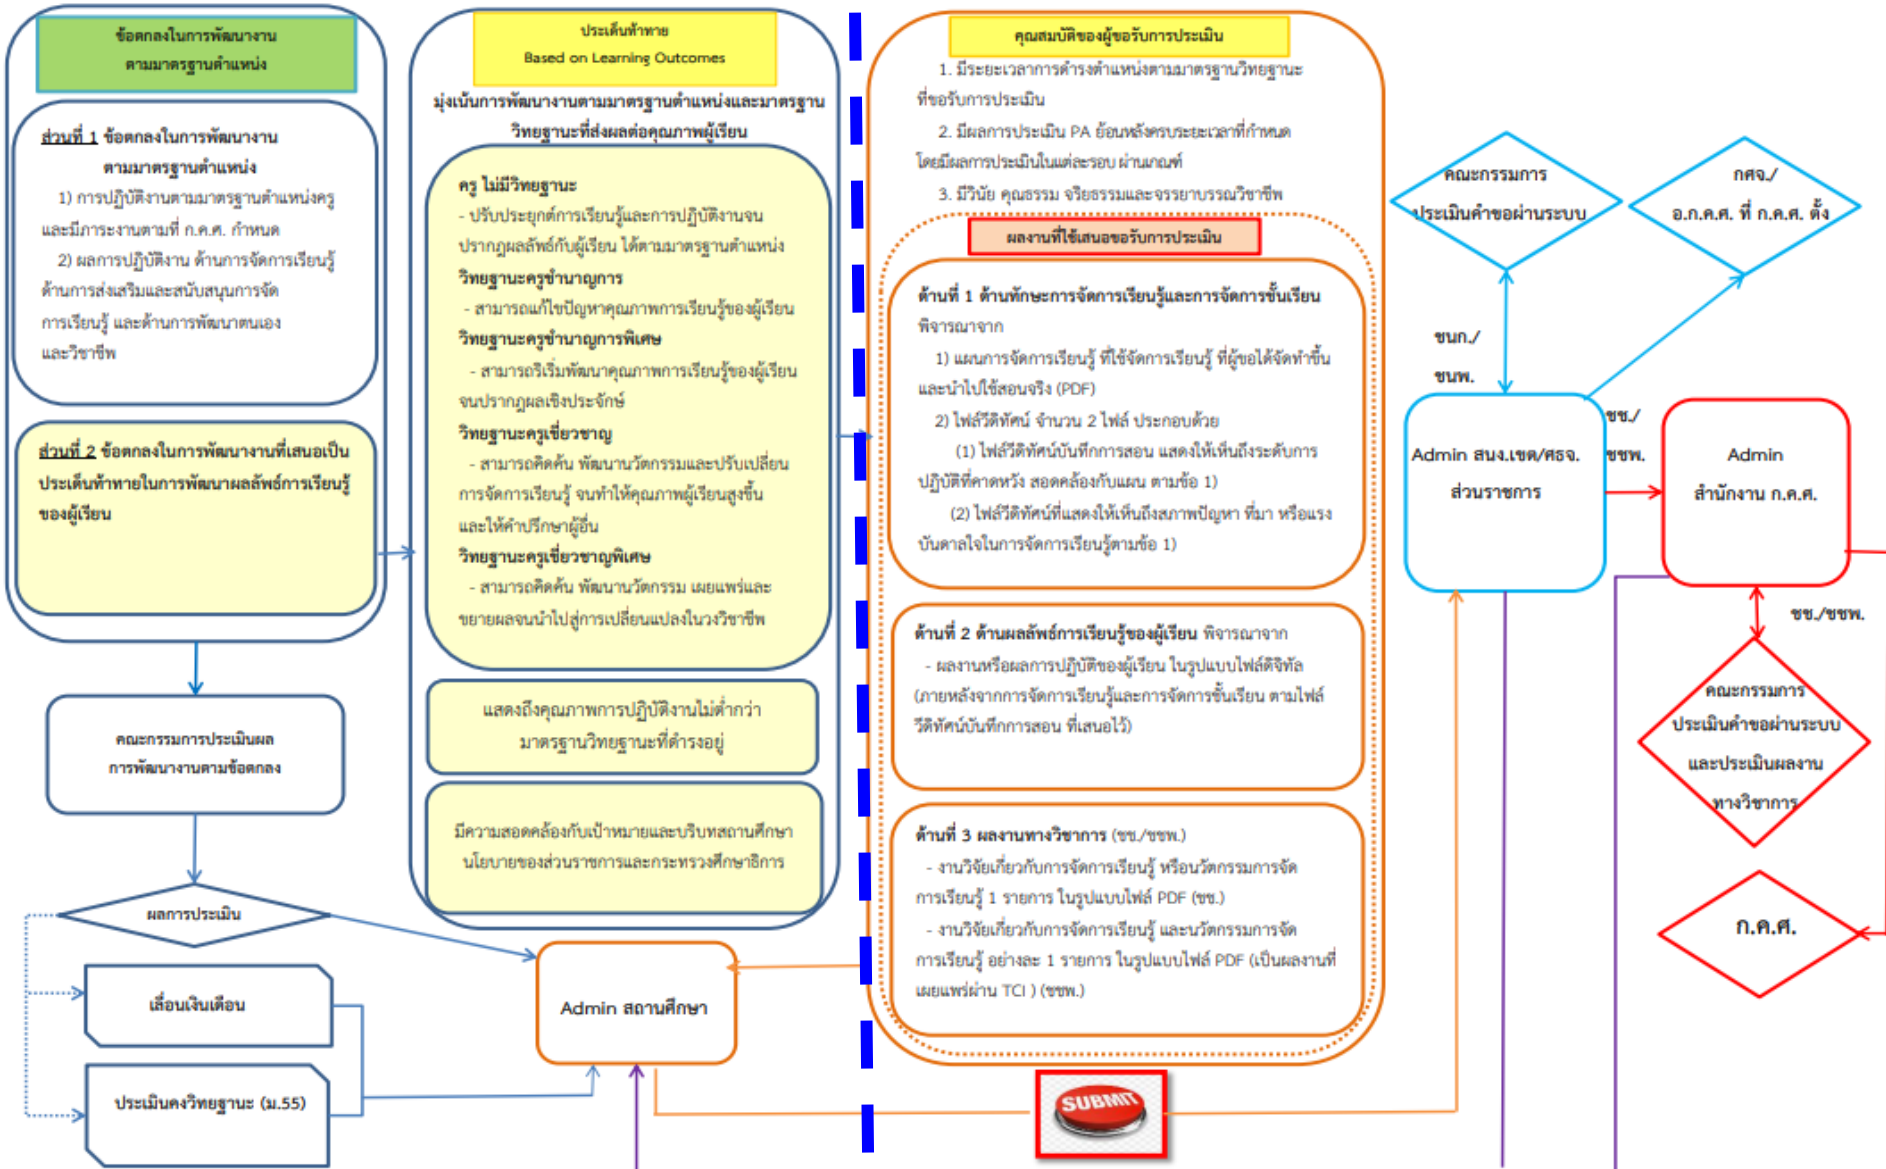 ข้อตกลงในการพัฒนางาน
ตามมาตรฐานตำแหน่ง
ส่วนที่ 1 ข้อตกลงในการพัฒนางาน
ตามมาตรฐานตำแหน่ง
1) การปฏิบัติงานตามมาตรฐานตำแหน่งครู
และมีภาระงานตามที่ ก.ค.ศ. กำหนด
2) ผลการปฏิบัติงาน ด้านการจัดการเรียนรู้
ด้านการส่งเสริมและสนับสนุนการจัด
การเรียนรู้ และด้านการพัฒนาตนเอง
และวิชาชีพ
ส่วนที่ 2 ข้อตกลงในการพัฒนางานที่เสนอเป็น
ประเด็นท้าทายในการพัฒนาผลลัพธ์การเรียนรู้
ของผู้เรียน
คณะกรรมการประเมินผล
การพัฒนางานตามข้อตกลง
ผลการประเมิน
เลื่อนเงินเดือน
ประเมินคงวิทยฐานะ (ม.55)
ประเด็นท้าทาย
Based on Learning Outcomes
มุ่งเน้นการพัฒนางานตามมาตรฐานตำแหน่งและมาตรฐาน
วิทยฐานะที่ส่งผลต่อคุณภาพผู้เรียน
ครู ไม่มีวิทยฐานะ
- ปรับประยุกต์การเรียนรู้และการปฏิบัติงานจน
ปรากฏผลลัพธ์กับผู้เรียน ได้ตามมาตรฐานตำแหน่ง
วิทยฐานะครูชำนาญการ
- สามารถแก้ไขปัญหาคุณภาพการเรียนรู้ของผู้เรียน
วิทยฐานะครูชำนาญการพิเศษ
- สามารถริเริ่มพัฒนาคุณภาพการเรียนรู้ของผู้เรียน
จนปรากฏผลเชิงประจักษ์
วิทยฐานะครูเชี่ยวชาญ
- สามารถคิดค้น พัฒนานวัตกรรมและปรับเปลี่ยน
การจัดการเรียนรู้ จนทำให้คุณภาพผู้เรียนสูงขึ้น
และให้คำปรึกษาผู้อื่น
วิทยฐานะครูเชี่ยวชาญพิเศษ
- สามารถคิดค้น พัฒนานวัตกรรม เผยแพร่และ
ขยายผลจนนำไปสู่การเปลี่ยนแปลงในวงวิชาชีพ
แสดงถึงคุณภาพการปฏิบัติงานไม่ต่ำกว่า
มาตรฐานวิทยฐานะที่ดำรงอยู่
มีความสอดคล้องกับเป้าหมายและบริบทสถานศึกษา
นโยบายของส่วนราชการและกระทรวงศึกษาธิการ
Admin สถานศึกษา
คุณสมบัติของผู้ขอรับการประเมิน
1. มีระยะเวลาการดำรงตำแหน่งตามมาตรฐานวิทยฐานะ
ที่ขอรับการประเมิน
2. มีผลการประเมิน PA ย้อนหลังครบระยะเวลาที่กำหนด
โดยมีผลการประเมินในแต่ละรอบ ผ่านเกณฑ์
3. มีวินัย คุณธรรม จริยธรรมและจรรยาบรรณวิชาชีพ
ผลงานที่ใช้เสนอขอรับการประเมิน
ด้านที่ 1 ด้านทักษะการจัดการเรียนรู้และการจัดการชั้นเรียน
พิจารณาจาก
1) แผนการจัดการเรียนรู้ ที่ใช้จัดการเรียนรู้ ที่ผู้ขอได้จัดทำขึ้น
และนำไปใช้สอนจริง (PDF)
2) ไฟล์วีดิทัศน์ จำนวน 2 ไฟล์ ประกอบด้วย
(1) ไฟล์วีดิทัศน์บันทึกการสอน แสดงให้เห็นถึงระดับการ
ปฏิบัติที่คาดหวัง สอดคล้องกับแผน ตามข้อ 1)
(2) ไฟล์วีดิทัศน์ที่แสดงให้เห็นถึงสภาพปัญหา ที่มา หรือแรง
บันดาลใจในการจัดการเรียนรู้ตามข้อ 1)
ด้านที่ 2 ด้านผลลัพธ์การเรียนรู้ของผู้เรียน พิจารณาจาก
- ผลงานหรือผลการปฏิบัติของผู้เรียน ในรูปแบบไฟล์ดิจิทัล
(ภายหลังจากการจัดการเรียนรู้และการจัดการชั้นเรียน ตามไฟล์
วีดิทัศน์บันทึกการสอน ที่เสนอไว้)
ด้านที่ 3 ผลงานทางวิชาการ (ชช./ชชพ.)
- งานวิจัยเกี่ยวกับการจัดการเรียนรู้ หรือนวัตกรรมการจัด
การเรียนรู้ 1 รายการ ในรูปแบบไฟล์ PDF (ชช.)
- งานวิจัยเกี่ยวกับการจัดการเรียนรู้ และนวัตกรรมการจัด
การเรียนรู้ อย่างละ 1 รายการ ในรูปแบบไฟล์ PDF (เป็นผลงานที่
เผยแพร่ผ่าน TCI ) (ชชพ.)
SUBMIT
คณะกรรมการ
ประเมินคำขอผ่านระบบ
กศจ./
อ.ก.ค.ศ. ที่ ก.ค.ศ. ตั้ง
ชนก./
ชนพ.
Admin สนง.เขต/ศธจ.
ส่วนราชการ
ชช./
ชชพ.
Admin
สำนักงาน ก.ค.ศ.
ชช./ชชพ.
คณะกรรมการ
ประเมินคำขอผ่านระบบ
และประเมินผลงาน
ทางวิชาการ
ก.ค.ศ.